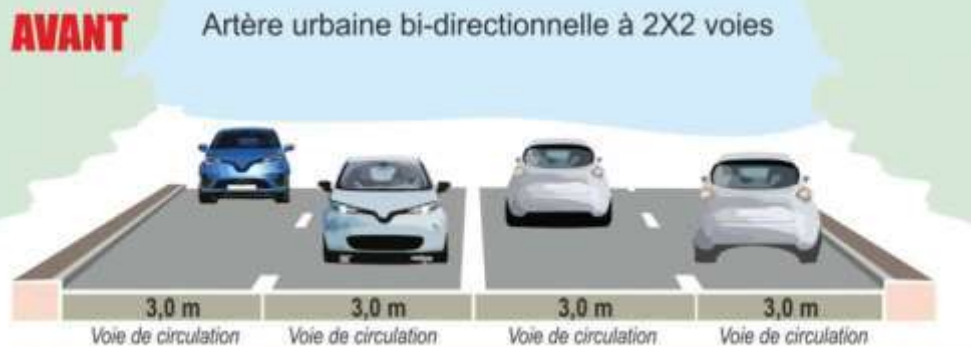 AVANT Artère urbaine bi-directionnelle à 2X2 voies
3,0 m 3,0 m 3,0 m 3,0 m
Voie de circulation Voie de circulation Voie de circulation Voie de circulation